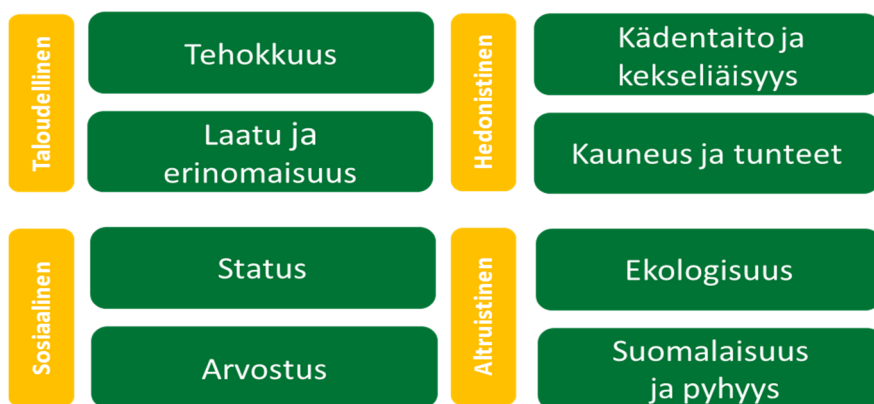 Taloudellinen
Tehokkuus
Laatu ja
erinomaisuus
Hedonistinen
Kädentaito ja
kekseliäisyys
Kauneus ja tunteet
Sosiaalinen
Status
Arvostus
Altruistinen
Ekologisuus
Suomalaisuus
ja pyhyys